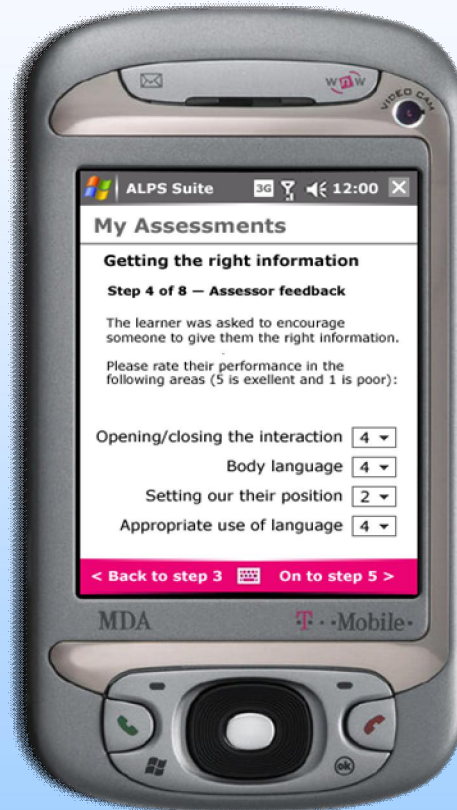 wnw
VIDEO CAM
ALPS Suite 3G 12:00
My Assessments
Getting the right information
Step 4 of 8 — Assessor feedback
The learner was asked to encourage
someone to give them the right information.
Please rate their performance in the
following areas (5 is exellent and 1 is poor):
Opening/closing the interaction 4
Body language 4
Setting our their position 2
Appropriate use of language 4
< Back to step 3 On to step 5 >
MDA T··Mobile·
ok